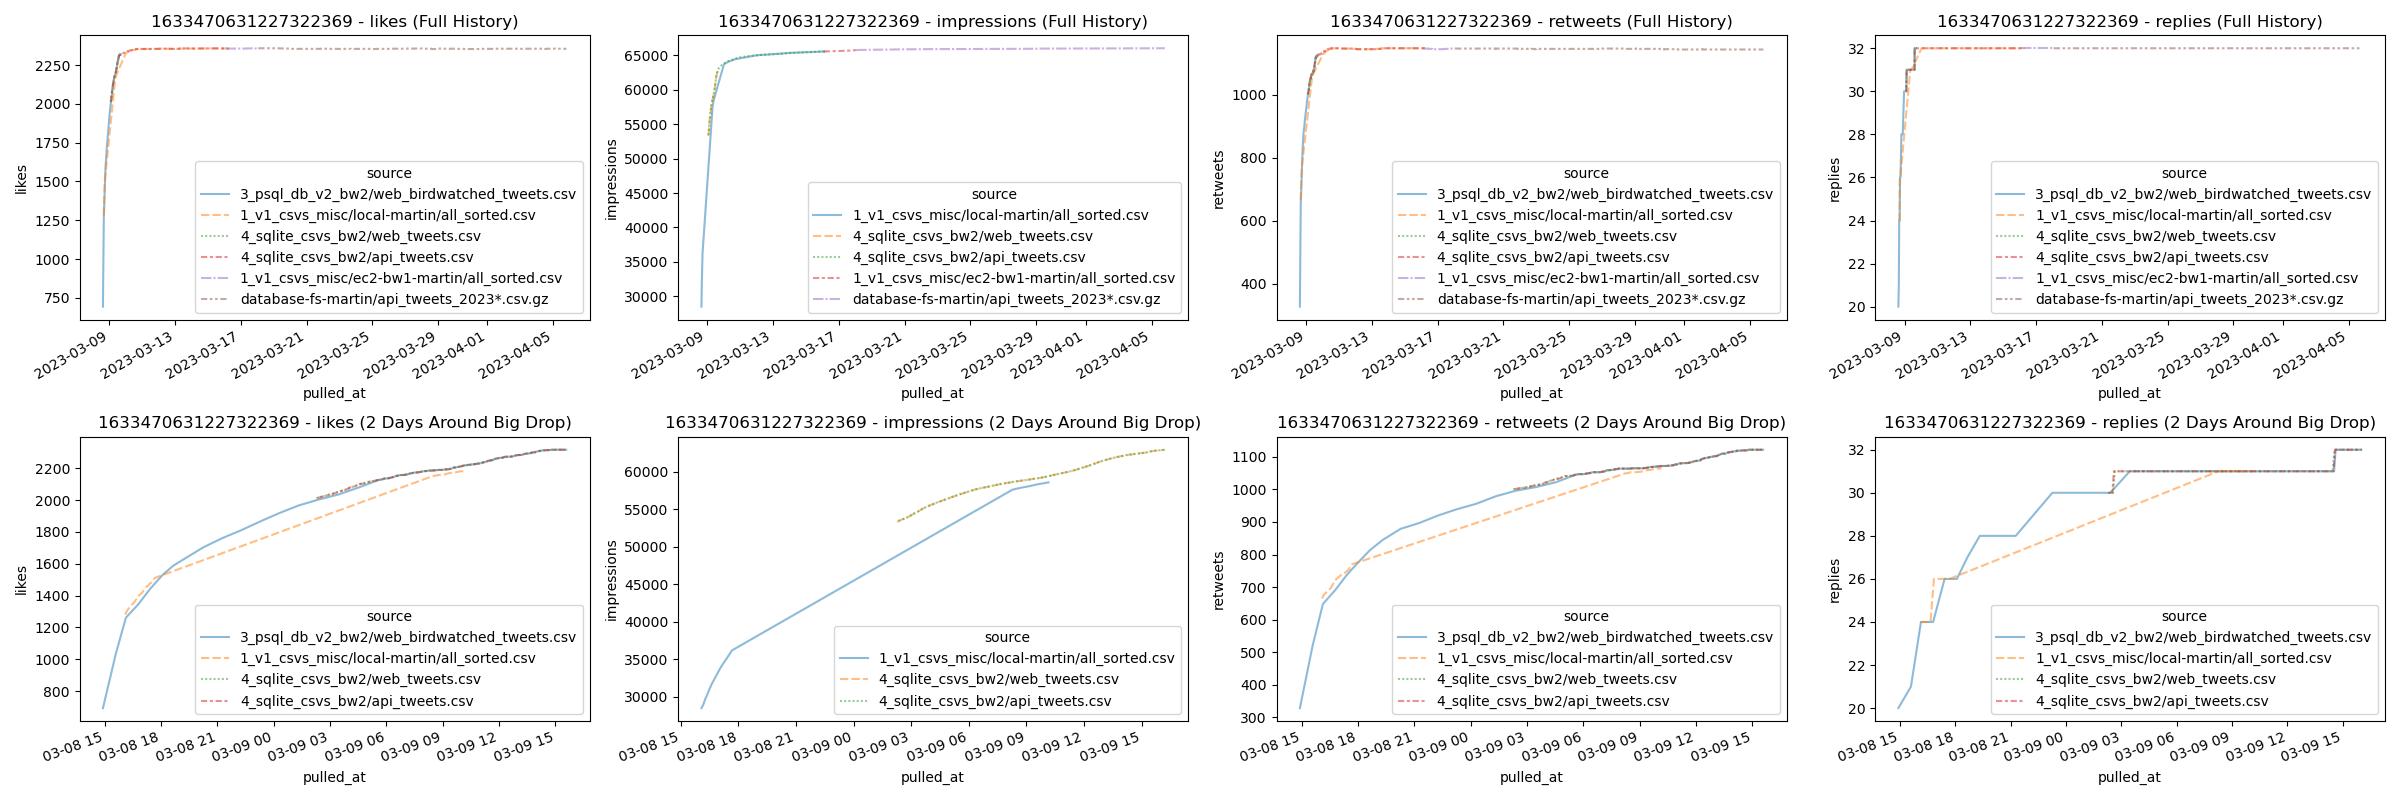 1633470631227322369 - likes (Full History)
likes
2250
2000
1750
1500
1250
1000
750
source
3_psql_db_v2_bw2/web_birdwatched_tweets.csv
1_v1_csvs_misc/local-martin/all_sorted.csv
4_sqlite_csvs_bw2/web_tweets.csv
4_sqlite_csvs_bw2/api_tweets.csv
1_v1_csvs_misc/ec2-bw1-martin/all_sorted.csv
database-fs-martin/api_tweets_2023*.csv.gz
2023-03-09
2023-03-13
2023-03-17
2023-03-21
2023-03-25
2023-03-29
2023-04-01
2023-04-05
pulled_at
1633470631227322369 - impressions (Full History)
impressions
65000
60000
55000
50000
45000
40000
35000
30000
source
1_v1_csvs_misc/local-martin/all_sorted.csv
4_sqlite_csvs_bw2/web_tweets.csv
4_sqlite_csvs_bw2/api_tweets.csv
1_v1_csvs_misc/ec2-bw1-martin/all_sorted.csv
database-fs-martin/api_tweets_2023*.csv.gz
2023-03-09
2023-03-13
2023-03-17
2023-03-21
2023-03-25
2023-03-29
2023-04-01
2023-04-05
pulled_at
1633470631227322369 - retweets (Full History)
retweets
1000
800
600
400
source
3_psql_db_v2_bw2/web_birdwatched_tweets.csv
1_v1_csvs_misc/local-martin/all_sorted.csv
4_sqlite_csvs_bw2/web_tweets.csv
4_sqlite_csvs_bw2/api_tweets.csv
1_v1_csvs_misc/ec2-bw1-martin/all_sorted.csv
database-fs-martin/api_tweets_2023*.csv.gz
2023-03-09
2023-03-13
2023-03-17
2023-03-21
2023-03-25
2023-03-29
2023-04-01
2023-04-05
pulled_at
1633470631227322369 - replies (Full History)
replies
32
30
28
26
24
22
20
source
3_psql_db_v2_bw2/web_birdwatched_tweets.csv
1_v1_csvs_misc/local-martin/all_sorted.csv
4_sqlite_csvs_bw2/web_tweets.csv
4_sqlite_csvs_bw2/api_tweets.csv
1_v1_csvs_misc/ec2-bw1-martin/all_sorted.csv
database-fs-martin/api_tweets_2023*.csv.gz
2023-03-09
2023-03-13
2023-03-17
2023-03-21
2023-03-25
2023-03-29
2023-04-01
2023-04-05
pulled_at
1633470631227322369 - likes (2 Days Around Big Drop)
likes
2200
2000
1800
1600
1400
1200
1000
800
source
3_psql_db_v2_bw2/web_birdwatched_tweets.csv
1_v1_csvs_misc/local-martin/all_sorted.csv
4_sqlite_csvs_bw2/web_tweets.csv
4_sqlite_csvs_bw2/api_tweets.csv
03-08 15
03-08 18
03-08 21
03-09 00
03-09 03
03-09 06
03-09 09
03-09 12
03-09 15
pulled_at
1633470631227322369 - impressions (2 Days Around Big Drop)
impressions
60000
55000
50000
45000
40000
35000
30000
source
1_v1_csvs_misc/local-martin/all_sorted.csv
4_sqlite_csvs_bw2/web_tweets.csv
4_sqlite_csvs_bw2/api_tweets.csv
03-08 15
03-08 18
03-08 21
03-09 00
03-09 03
03-09 06
03-09 09
03-09 12
03-09 15
pulled_at
1633470631227322369 - retweets (2 Days Around Big Drop)
retweets
1100
1000
900
800
700
600
500
400
300
source
3_psql_db_v2_bw2/web_birdwatched_tweets.csv
1_v1_csvs_misc/local-martin/all_sorted.csv
4_sqlite_csvs_bw2/web_tweets.csv
4_sqlite_csvs_bw2/api_tweets.csv
03-08 15
03-08 18
03-08 21
03-09 00
03-09 03
03-09 06
03-09 09
03-09 12
03-09 15
pulled_at
1633470631227322369 - replies (2 Days Around Big Drop)
replies
32
30
28
26
24
22
20
source
3_psql_db_v2_bw2/web_birdwatched_tweets.csv
1_v1_csvs_misc/local-martin/all_sorted.csv
4_sqlite_csvs_bw2/web_tweets.csv
4_sqlite_csvs_bw2/api_tweets.csv
03-08 15
03-08 18
03-08 21
03-09 00
03-09 03
03-09 06
03-09 09
03-09 12
03-09 15
pulled_at